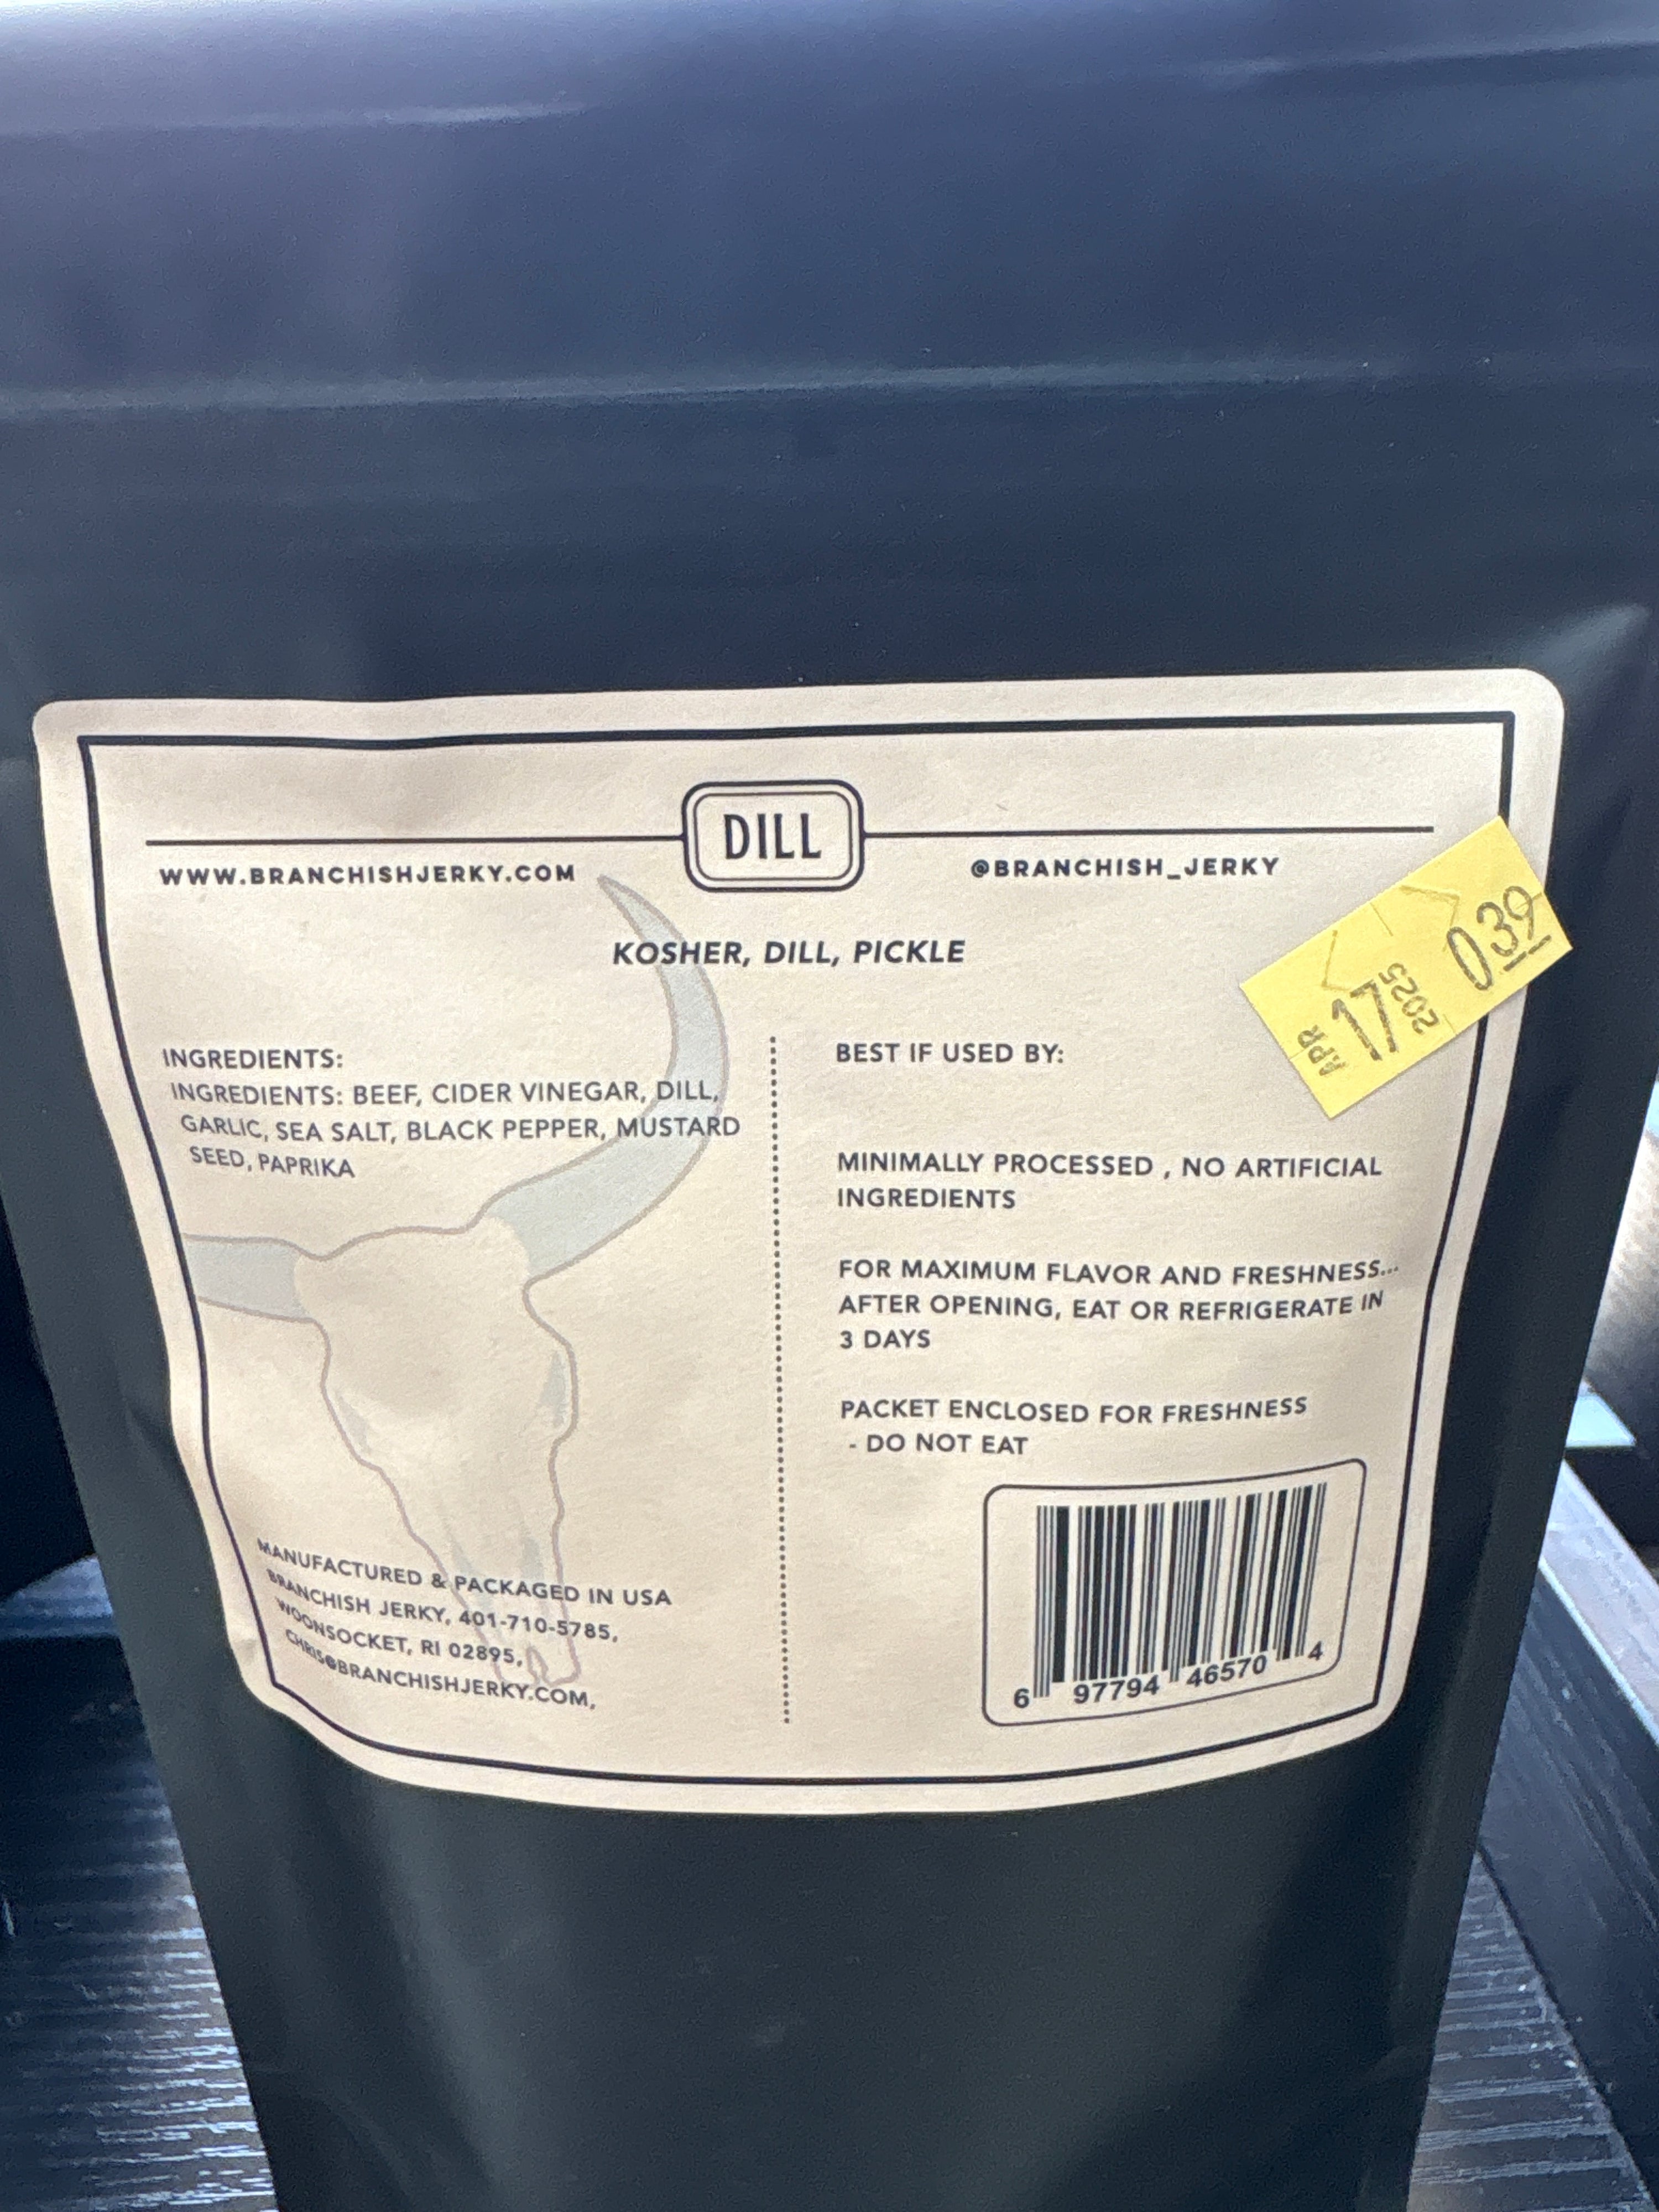 DILL
WWW.BRANCHISHJERKY.COM
@BRANCHISH_JERKY
KOSHER, DILL, PICKLE
APR 17 2025 039
INGREDIENTS:
INGREDIENTS: BEEF, CIDER VINEGAR, DILL,
GARLIC, SEA SALT, BLACK PEPPER, MUSTARD
SEED, PAPRIKA
MANUFACTURED & PACKAGED IN USA
BRANCHISH JERKY, 401-710-5785,
WOONSOCKET, RI 02895,
CHRIS@BRANCHISHJERKY.COM,
BEST IF USED BY:
MINIMALLY PROCESSED , NO ARTIFICIAL
INGREDIENTS
FOR MAXIMUM FLAVOR AND FRESHNESS...
AFTER OPENING, EAT OR REFRIGERATE IN
3 DAYS
PACKET ENCLOSED FOR FRESHNESS
- DO NOT EAT
6 97794 46570 4